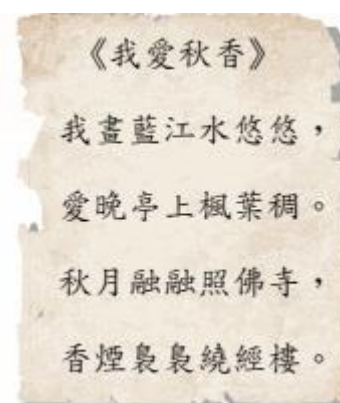 《我愛秋香》
我畫藍江水悠悠，
愛晚亭上楓葉稠。
秋月融融照佛寺，
香煙裊裊繞經樓。